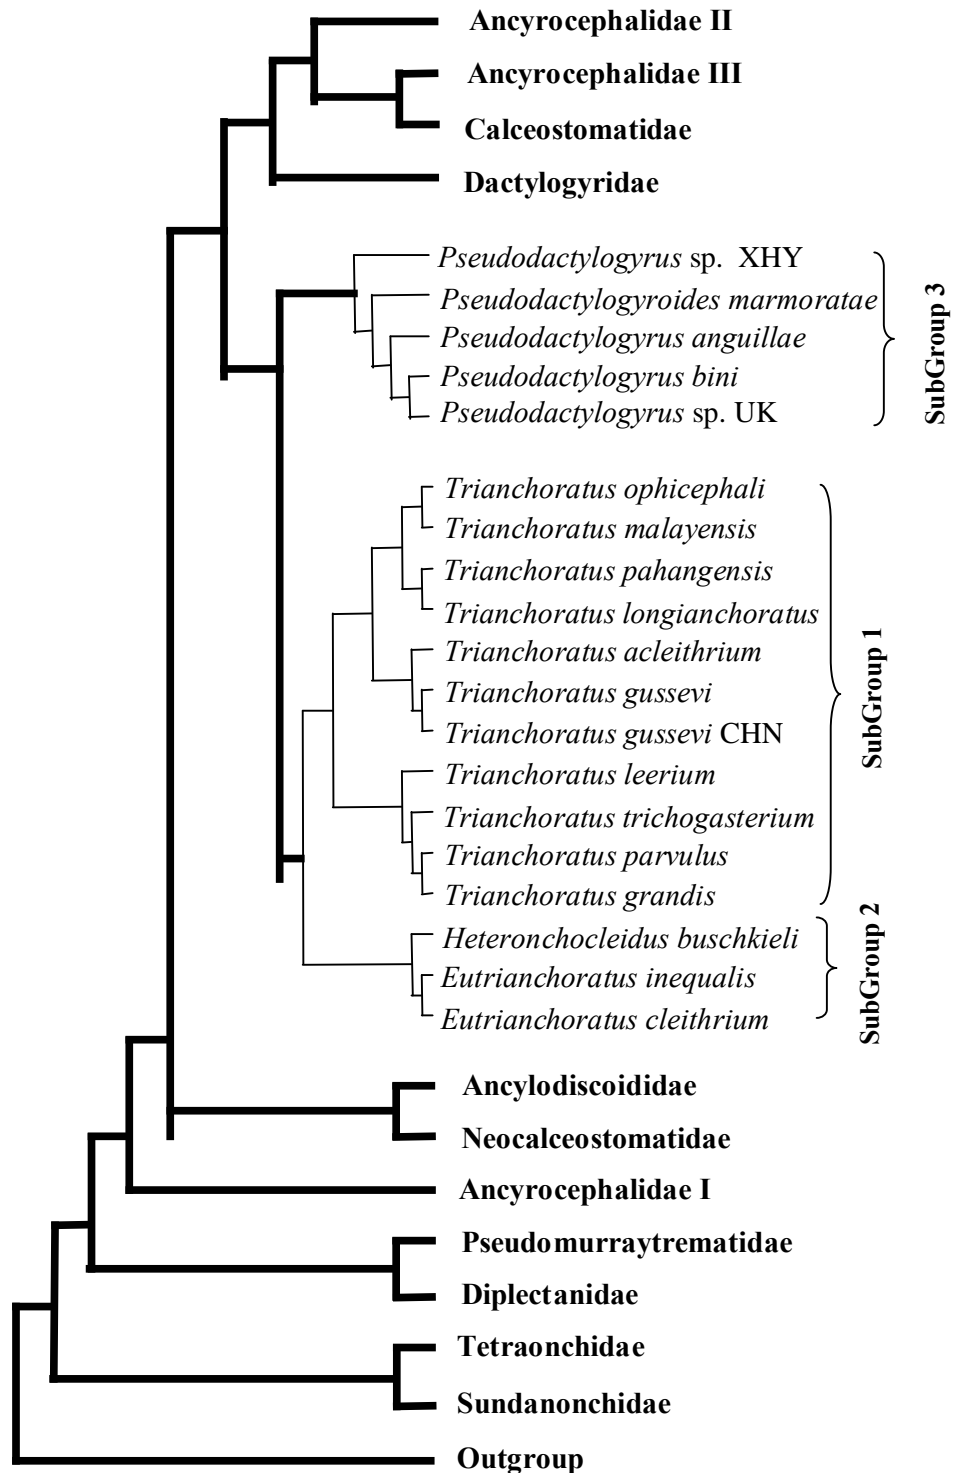 Ancyrocephalidae II
Ancyrocephalidae III
Calceostomatidae
Dactylogyridae
Pseudodactylogyrus sp. XHY
Pseudodactylogyroides marmoratae
Pseudodactylogyrus anguillae
Pseudodactylogyrus bini
Pseudodactylogyrus sp. UK
SubGroup 3
Trianchoratus ophicephali
Trianchoratus malayensis
Trianchoratus pahangensis
Trianchoratus longianchoratus
Trianchoratus acleithrium
Trianchoratus gussevi
Trianchoratus gussevi CHN
Trianchoratus leerium
Trianchoratus trichogasterium
Trianchoratus parvulus
Trianchoratus grandis
SubGroup 1
Heteronchocleidus buschkieli
Eutrianchoratus inequalis
Eutrianchoratus cleithrium
SubGroup 2
Ancylodiscoididae
Neocalceostomatidae
Ancyrocephalidae I
Pseudomurraytrematidae
Diplectanidae
Tetraonchidae
Sundanonchidae
Outgroup